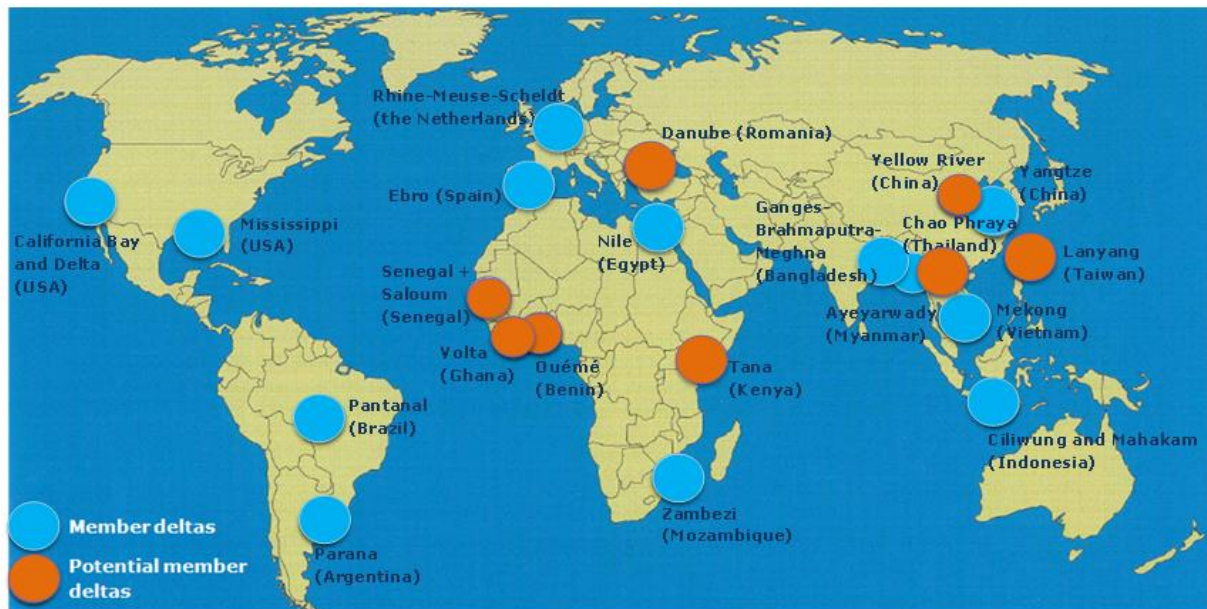 Rhine-Meuse-Scheldt
(the Netherlands)
Danube (Romania)
Yellow River
(China)
Yangtze
(China)
Ebro (Spain)
Mississippi
(USA)
California Bay
and Delta
(USA)
Nile
(Egypt)
Ganges-
Brahmaputra-
Meghna
(Bangladesh)
Chao Phraya
(Thailand)
Lanyang
(Taiwan)
Senegal +
Saloum
(Senegal)
Ayeyarwady
(Myanmar)
Mekong
(Vietnam)
Volta
(Ghana)
Ouémé
(Benin)
Tana
(Kenya)
Pantanal
(Brazil)
Ciliwung and Mahakam
(Indonesia)
Zambezi
(Mozambique)
Parana
(Argentina)
Member deltas
Potential member
deltas